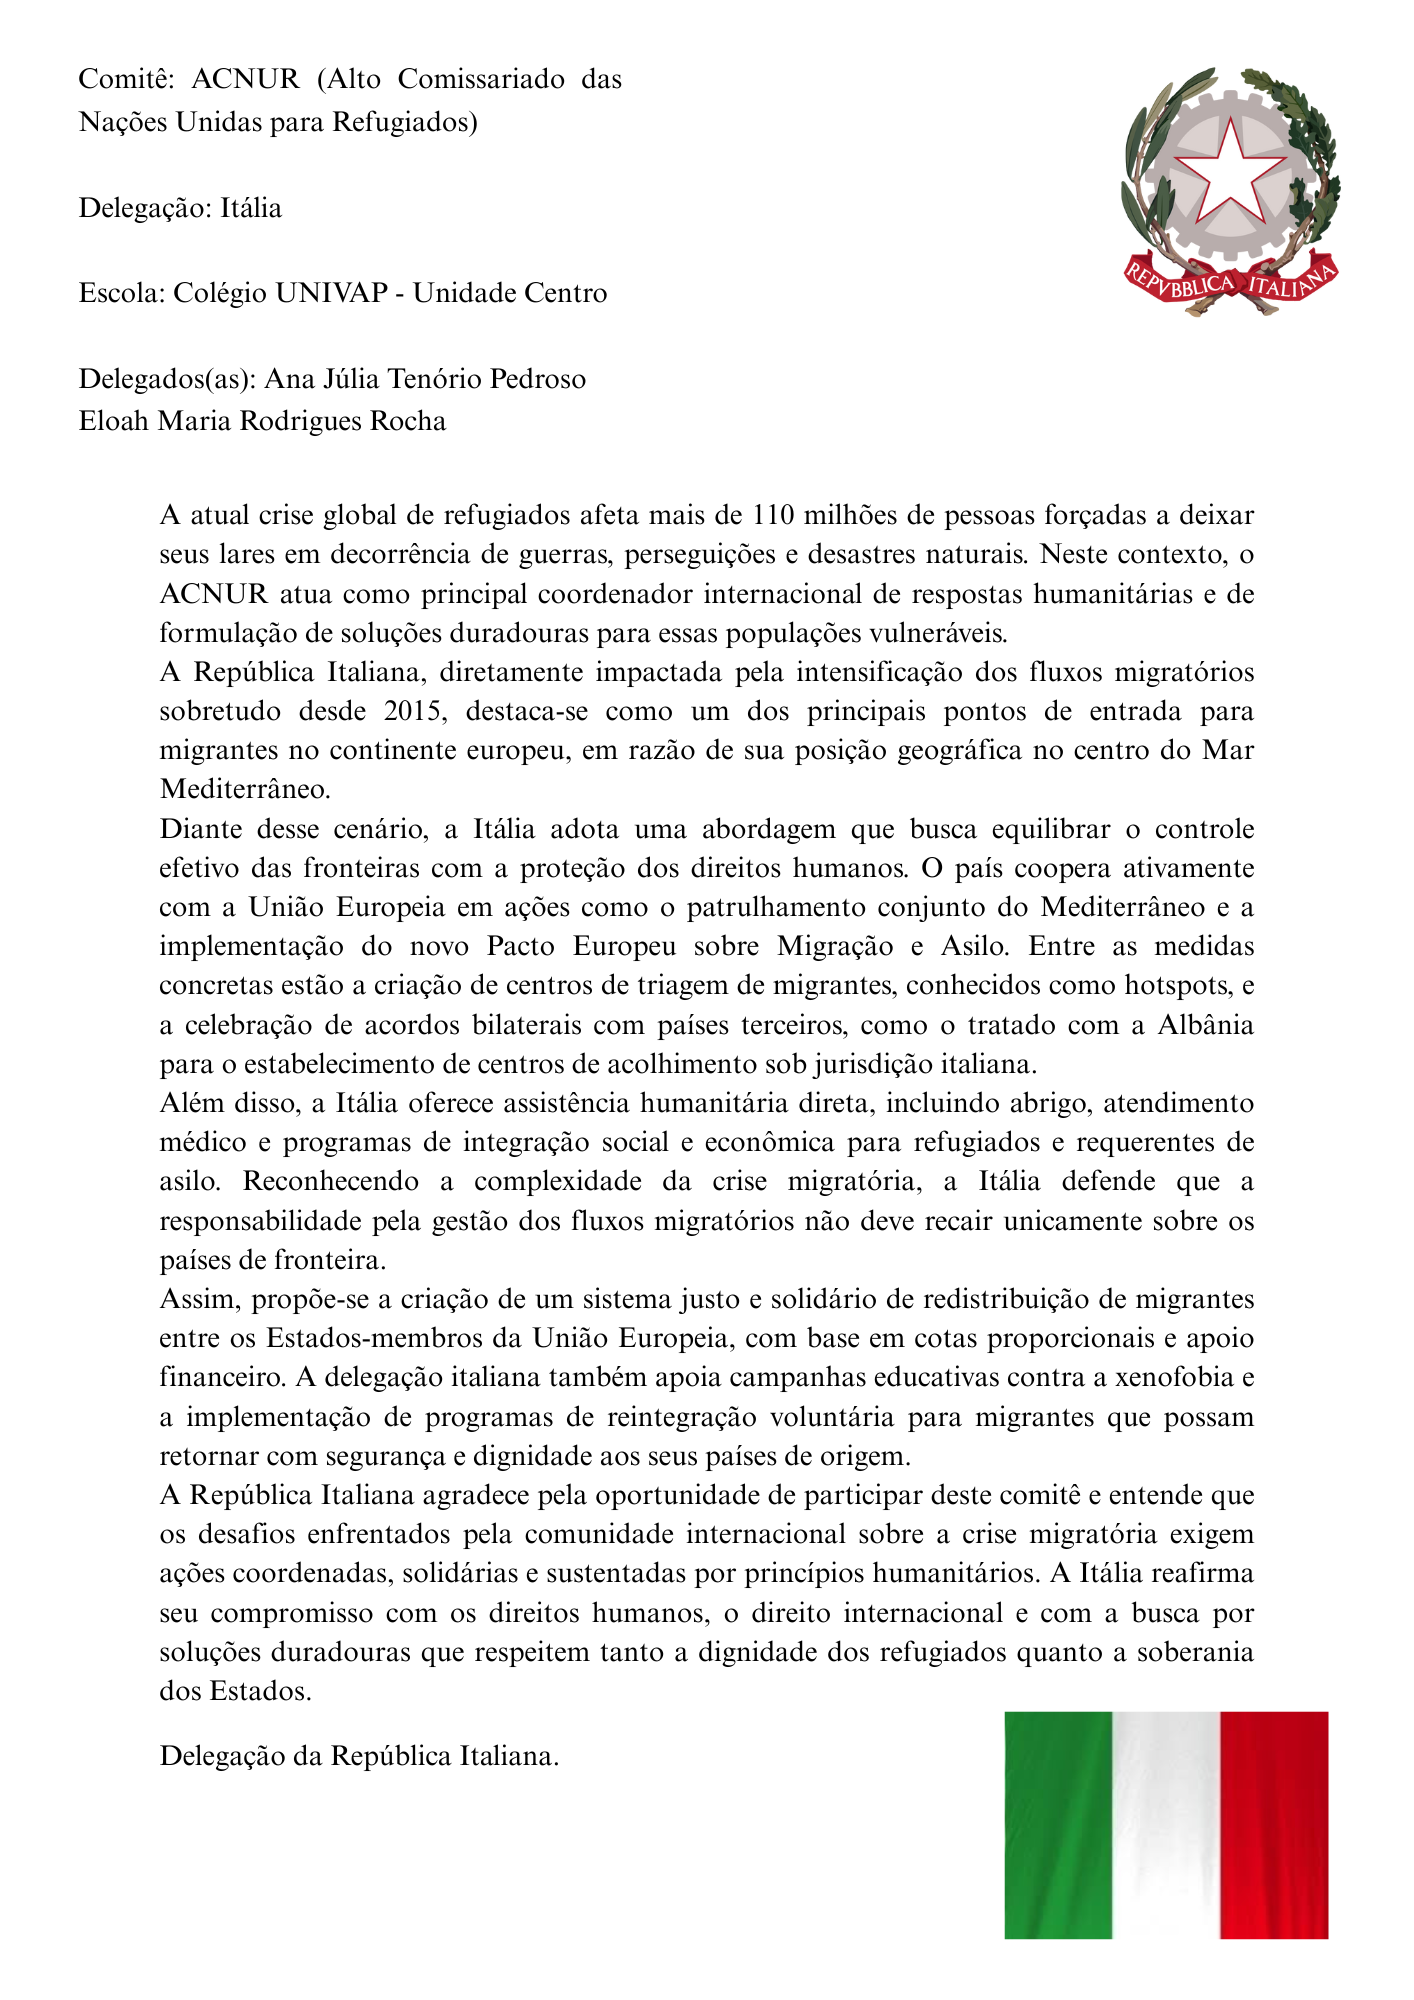 Comitê: ACNUR (Alto Comissariado das
Nações Unidas para Refugiados)
Delegação: Itália
Escola: Colégio UNIVAP - Unidade Centro
Delegados(as): Ana Júlia Tenório Pedroso
Eloah Maria Rodrigues Rocha
REPVBBLICA ITALIANA
A atual crise global de refugiados afeta mais de 110 milhões de pessoas forçadas a deixar
seus lares em decorrência de guerras, perseguições e desastres naturais. Neste contexto, o
ACNUR atua como principal coordenador internacional de respostas humanitárias e de
formulação de soluções duradouras para essas populações vulneráveis.
A República Italiana, diretamente impactada pela intensificação dos fluxos migratórios
sobretudo desde 2015, destaca-se como um dos principais pontos de entrada para
migrantes no continente europeu, em razão de sua posição geográfica no centro do Mar
Mediterrâneo.
Diante desse cenário, a Itália adota uma abordagem que busca equilibrar o controle
efetivo das fronteiras com a proteção dos direitos humanos. O país coopera ativamente
com a União Europeia em ações como o patrulhamento conjunto do Mediterrâneo e a
implementação do novo Pacto Europeu sobre Migração e Asilo. Entre as medidas
concretas estão a criação de centros de triagem de migrantes, conhecidos como hotspots, e
a celebração de acordos bilaterais com países terceiros, como o tratado com a Albânia
para o estabelecimento de centros de acolhimento sob jurisdição italiana.
Além disso, a Itália oferece assistência humanitária direta, incluindo abrigo, atendimento
médico e programas de integração social e econômica para refugiados e requerentes de
asilo. Reconhecendo a complexidade da crise migratória, a Itália defende que a
responsabilidade pela gestão dos fluxos migratórios não deve recair unicamente sobre os
países de fronteira.
Assim, propõe-se a criação de um sistema justo e solidário de redistribuição de migrantes
entre os Estados-membros da União Europeia, com base em cotas proporcionais e apoio
financeiro. A delegação italiana também apoia campanhas educativas contra a xenofobia e
a implementação de programas de reintegração voluntária para migrantes que possam
retornar com segurança e dignidade aos seus países de origem.
A República Italiana agradece pela oportunidade de participar deste comitê e entende que
os desafios enfrentados pela comunidade internacional sobre a crise migratória exigem
ações coordenadas, solidárias e sustentadas por princípios humanitários. A Itália reafirma
seu compromisso com os direitos humanos, o direito internacional e com a busca por
soluções duradouras que respeitem tanto a dignidade dos refugiados quanto a soberania
dos Estados.
Delegação da República Italiana.